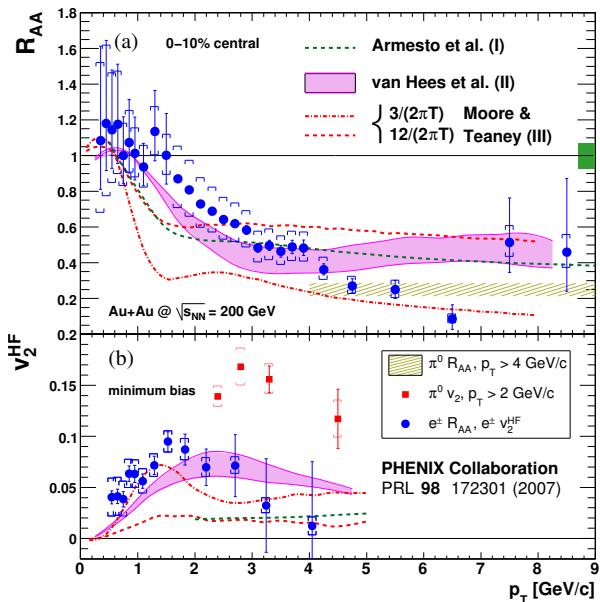 R_AA
1.8
1.6
1.4
1.2
1
0.8
0.6
0.4
0.2
(a)
0−10% central
Armesto et al. (I)
van Hees et al. (II)
3/(2πT) Moore &
12/(2πT) Teaney (III)
Au+Au @ √s_NN = 200 GeV
v_2^HF
0.2
0.15
0.1
0.05
0
(b)
minimum bias
π⁰ R_AA, p_T > 4 GeV/c
π⁰ v_2, p_T > 2 GeV/c
e± R_AA, e± v_2^HF
PHENIX Collaboration
PRL 98 172301 (2007)
0 1 2 3 4 5 6 7 8 9
p_T [GeV/c]